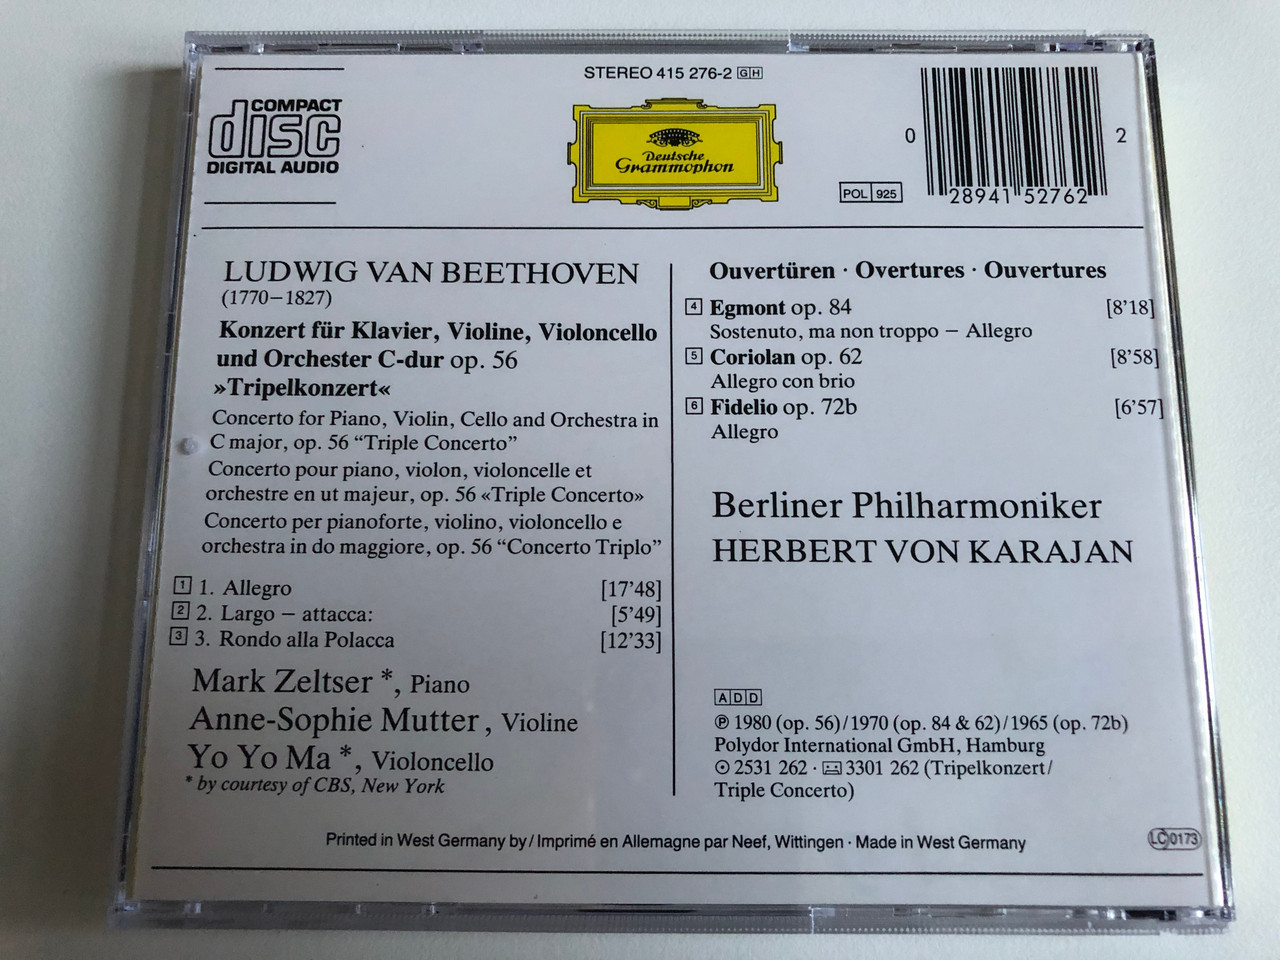 STEREO 415 276-2 GH
COMPACT
disc
DIGITAL AUDIO
Deutsche
Grammophon
POL 925
0 28941 52762 2
LUDWIG VAN BEETHOVEN
(1770–1827)
Konzert für Klavier, Violine, Violoncello
und Orchester C-dur op. 56
»Tripelkonzert«
Concerto for Piano, Violin, Cello and Orchestra in
C major, op. 56 “Triple Concerto”
Concerto pour piano, violon, violoncelle et
orchestre en ut majeur, op. 56 «Triple Concerto»
Concerto per pianoforte, violino, violoncello e
orchestra in do maggiore, op. 56 “Concerto Triplo”
1 1. Allegro [17’48]
2 2. Largo – attacca: [5’49]
3 3. Rondo alla Polacca [12’33]
Mark Zeltser *, Piano
Anne-Sophie Mutter , Violine
Yo Yo Ma *, Violoncello
* by courtesy of CBS, New York
Ouvertüren · Overtures · Ouvertures
4 Egmont op. 84 [8’18]
Sostenuto, ma non troppo – Allegro
5 Coriolan op. 62 [8’58]
Allegro con brio
6 Fidelio op. 72b [6’57]
Allegro
Berliner Philharmoniker
HERBERT VON KARAJAN
ADD
℗ 1980 (op. 56)/1970 (op. 84 & 62)/1965 (op. 72b)
Polydor International GmbH, Hamburg
2531 262 · 3301 262 (Tripelkonzert/
Triple Concerto)
Printed in West Germany by/Imprimé en Allemagne par Neef, Wittingen · Made in West Germany
LC 0173